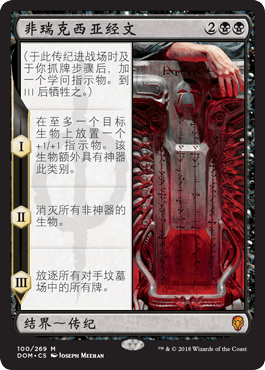 非瑞克西亚经文 2
(于此传纪进战场时及
于你抓牌步骤后，加
一个学问指示物。到
III 后牺牲之。)
I
在至多一个目标
生物上放置一个
+1/+1 指示物。该
生物额外具有神器
此类别。
II
消灭所有非神器的
生物。
III
放逐所有对手坟墓
场中的所有牌。
结界～传纪
100/269 M
DOM • CS Joseph Meehan
™ & © 2018 Wizards of the Coast